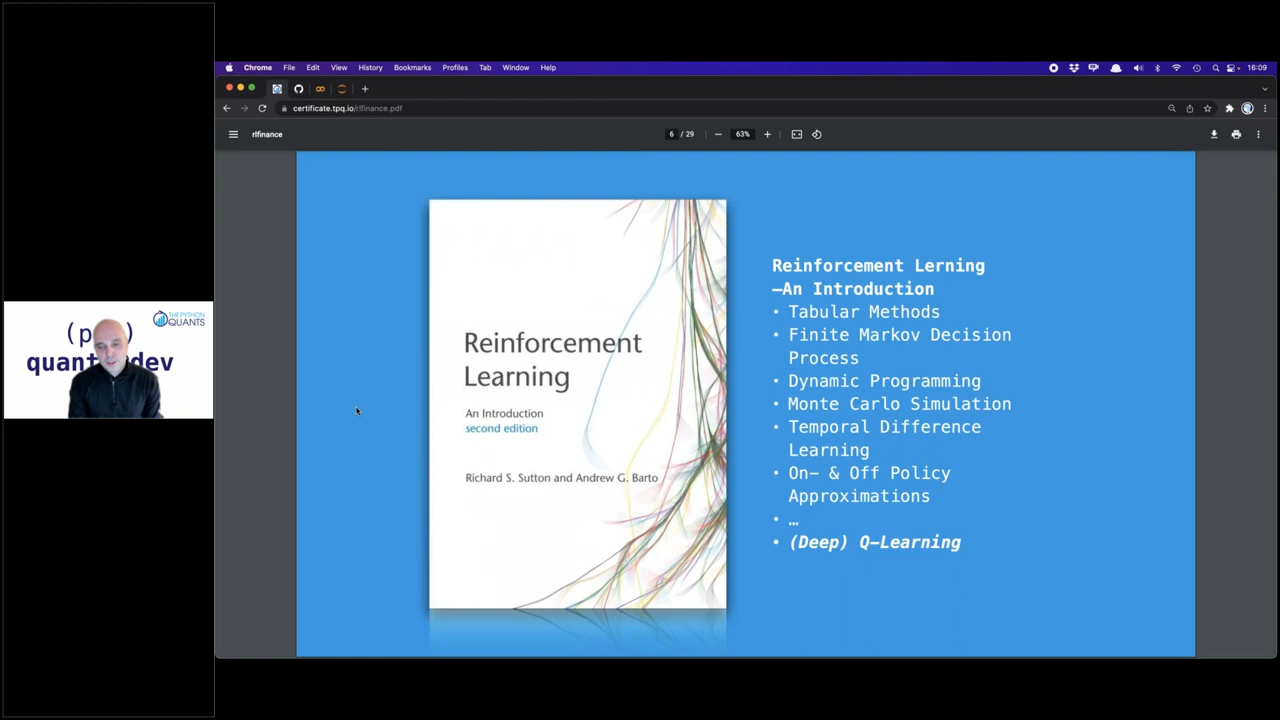 Chrome File Edit View History Bookmarks Profiles Tab Window Help 16:09
certificate.tpq.io/rlfinance.pdf
rlfinance 6 / 29 63%
THE PYTHON
QUANTS
Reinforcement
Learning
An Introduction
second edition
Richard S. Sutton and Andrew G. Barto
Reinforcement Lerning
—An Introduction
• Tabular Methods
• Finite Markov Decision
Process
• Dynamic Programming
• Monte Carlo Simulation
• Temporal Difference
Learning
• On– & Off Policy
Approximations
• …
• (Deep) Q–Learning